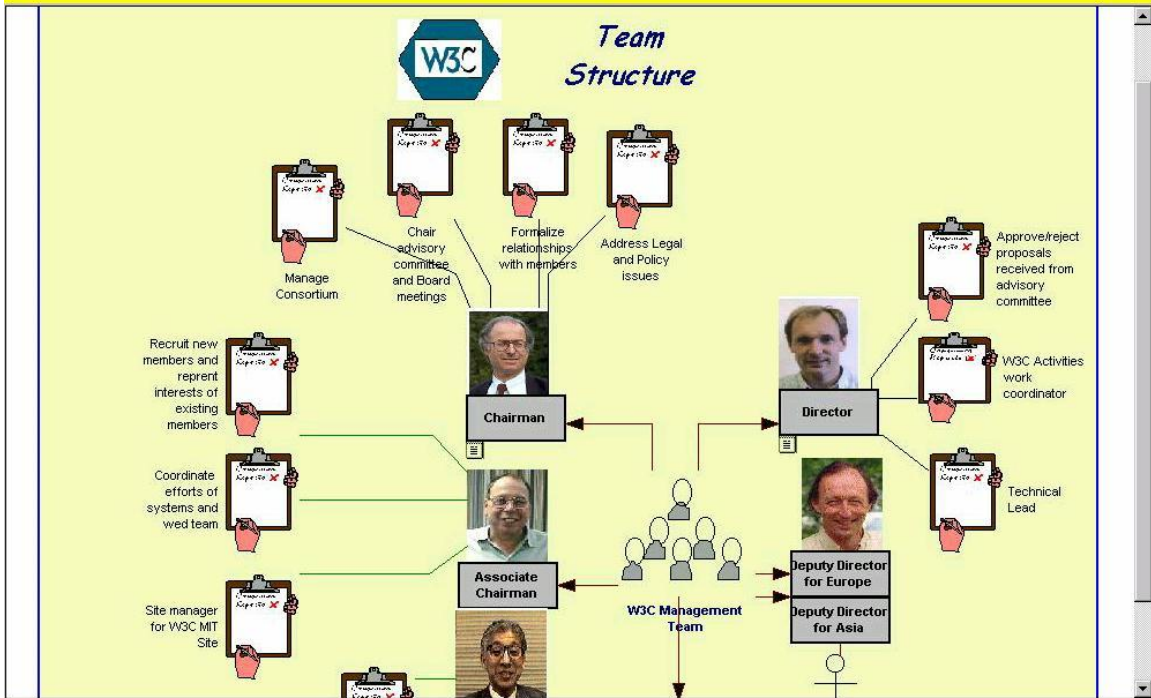 W3C
Team
Structure
Manage
Consortium
Chair
advisory
committee
and Board
meetings
Formalize
relationships
with members
Address Legal
and Policy
issues
Approve/reject
proposals
received from
advisory
committee
Recruit new
members and
reprent
interests of
existing
members
Chairman
Director
W3C Activities
work
coordinator
Coordinate
efforts of
systems and
wed team
Technical
Lead
Associate
Chairman
Deputy Director
for Europe
Site manager
for W3C MIT
Site
W3C Management
Team
Deputy Director
for Asia